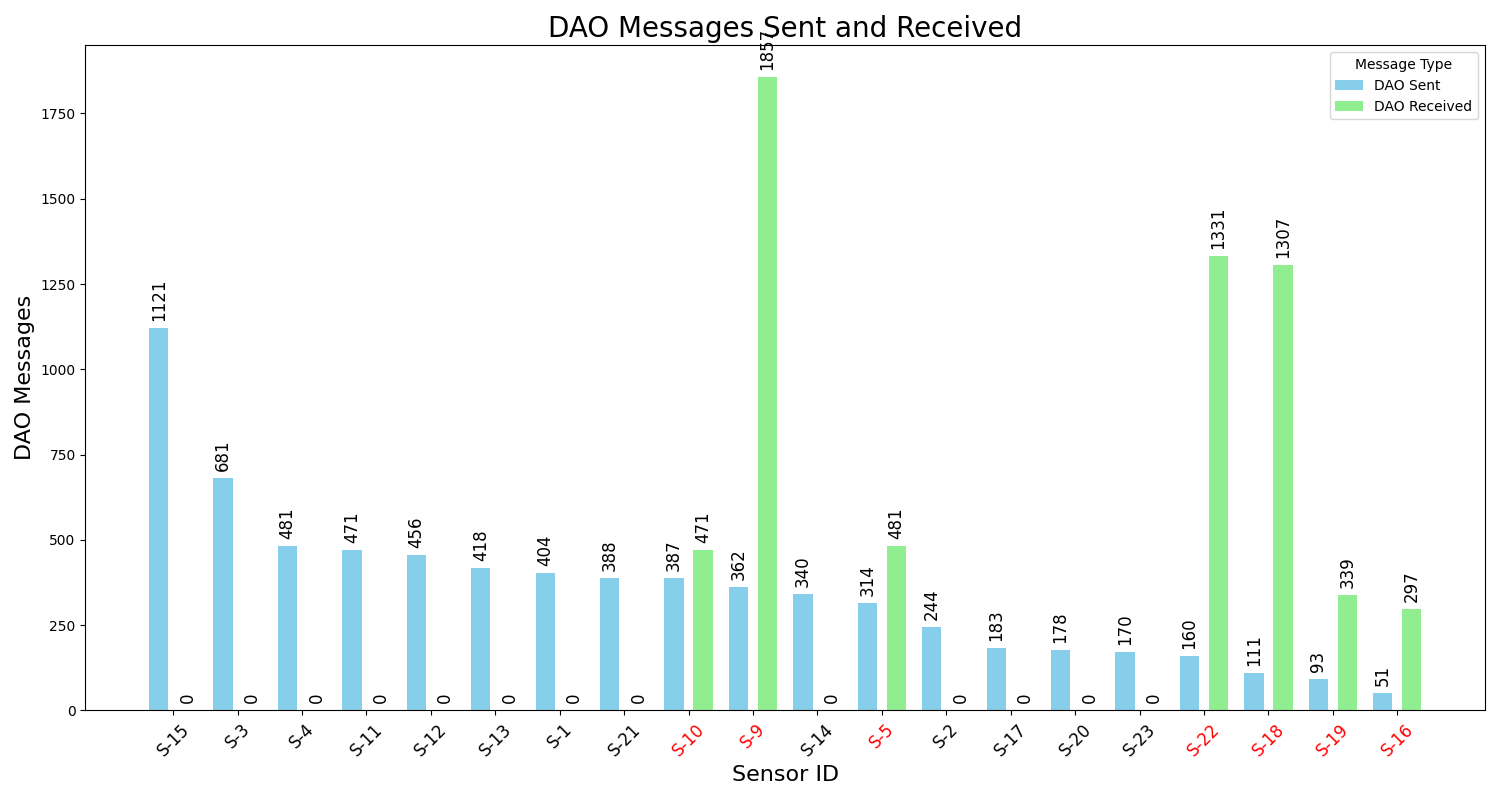 DAO Messages Sent and Received
Message Type
DAO Sent
DAO Received
DAO Messages
1750
1500
1250
1000
750
500
250
0
1121
0
681
0
481
0
471
0
456
0
418
0
404
0
388
0
387
471
362
1857
340
0
314
481
244
0
183
0
178
0
170
0
160
1331
111
1307
93
339
51
297
S-15
S-3
S-4
S-11
S-12
S-13
S-1
S-21
S-10
S-9
S-14
S-5
S-2
S-17
S-20
S-23
S-22
S-18
S-19
S-16
Sensor ID